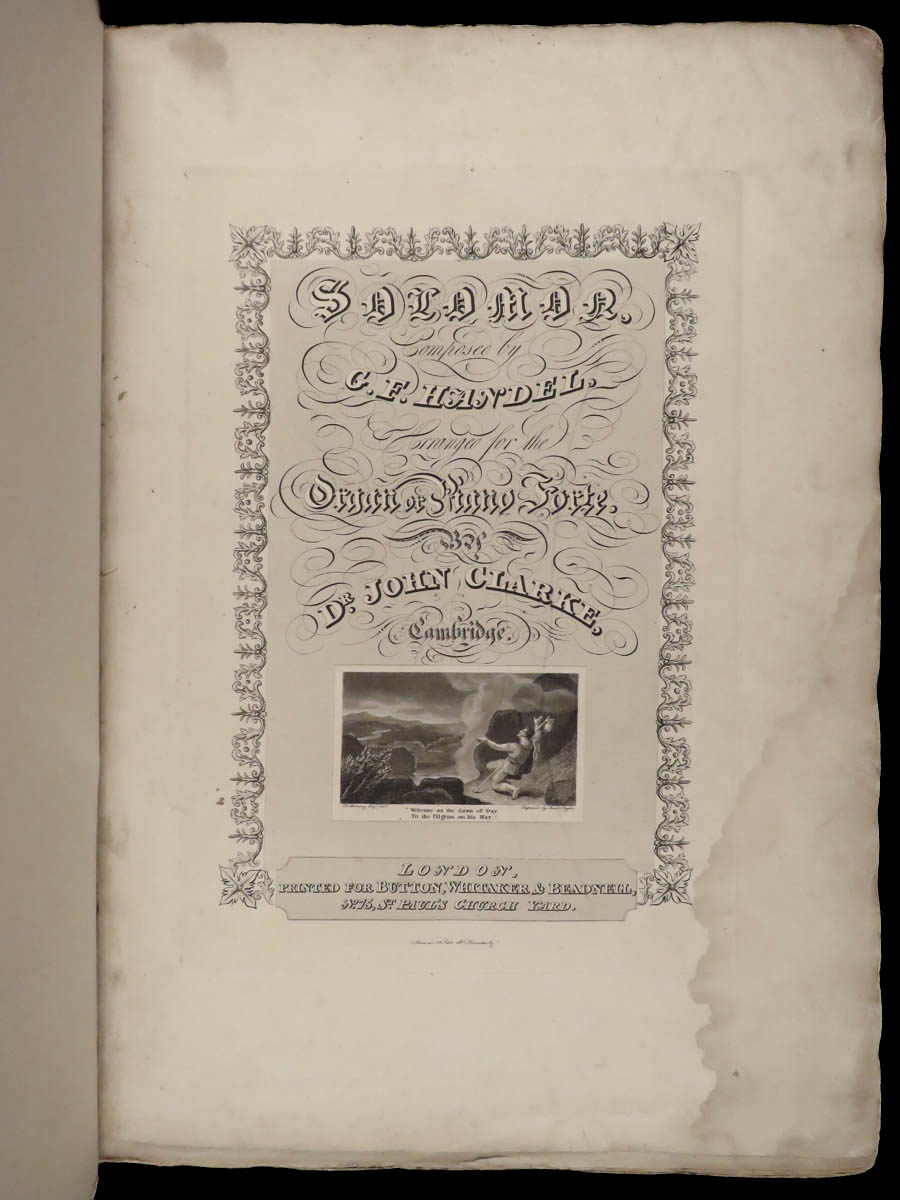 SOLOMON,
Composed by
G. F. HANDEL.
Arranged for the
Organ or Piano Forte.
BY
DR. JOHN CLARKE,
Cambridge.
Engraved by
Welcome as the dawn of Day
To the Pilgrim on his Way.
LONDON,
PRINTED FOR BUTTON, WHITAKER, & BEADNELL,
No. 75, ST. PAUL'S CHURCH YARD.